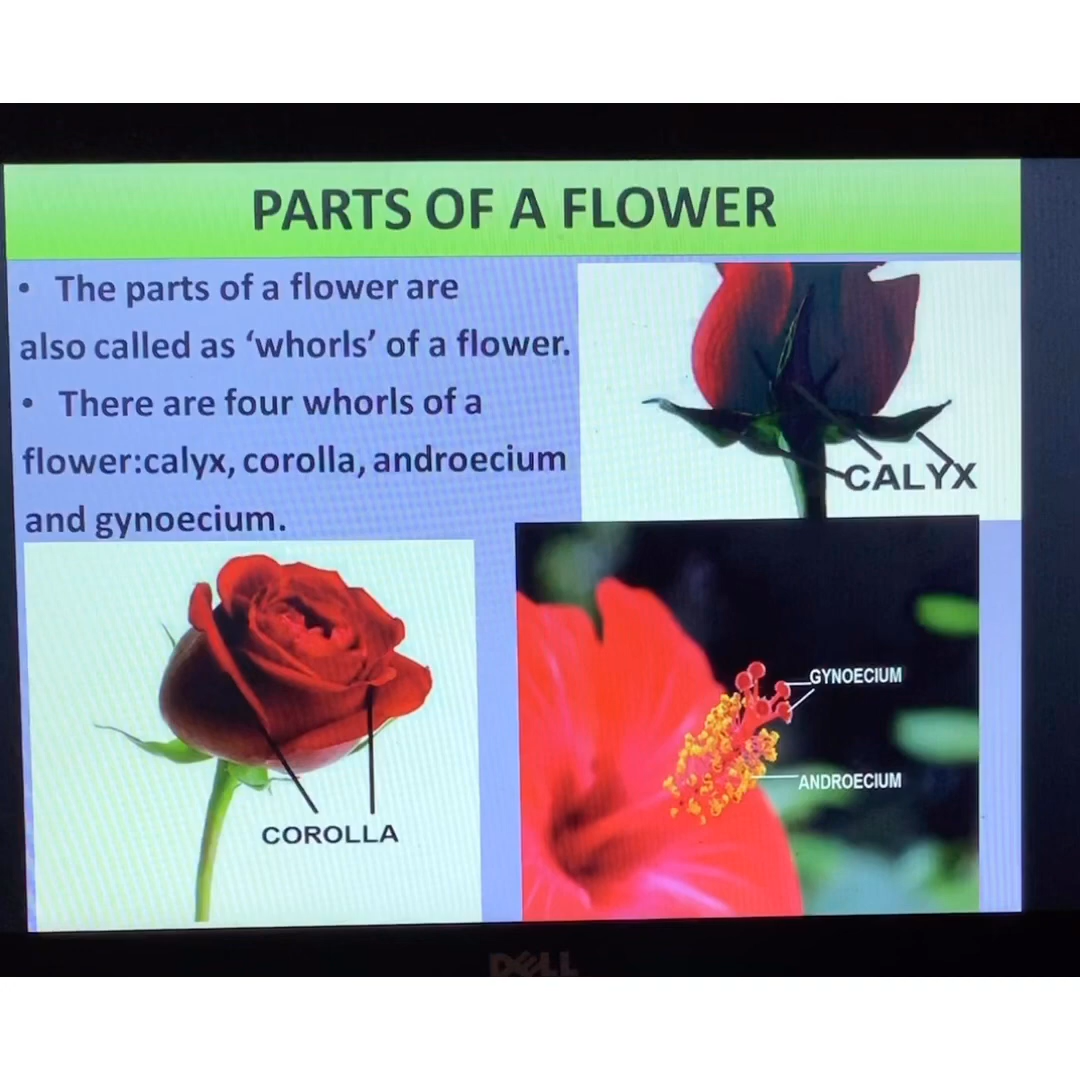 PARTS OF A FLOWER
• The parts of a flower are
also called as ‘whorls’ of a flower.
• There are four whorls of a
flower:calyx, corolla, androecium
and gynoecium.
CALYX
COROLLA
GYNOECIUM
ANDROECIUM
DELL